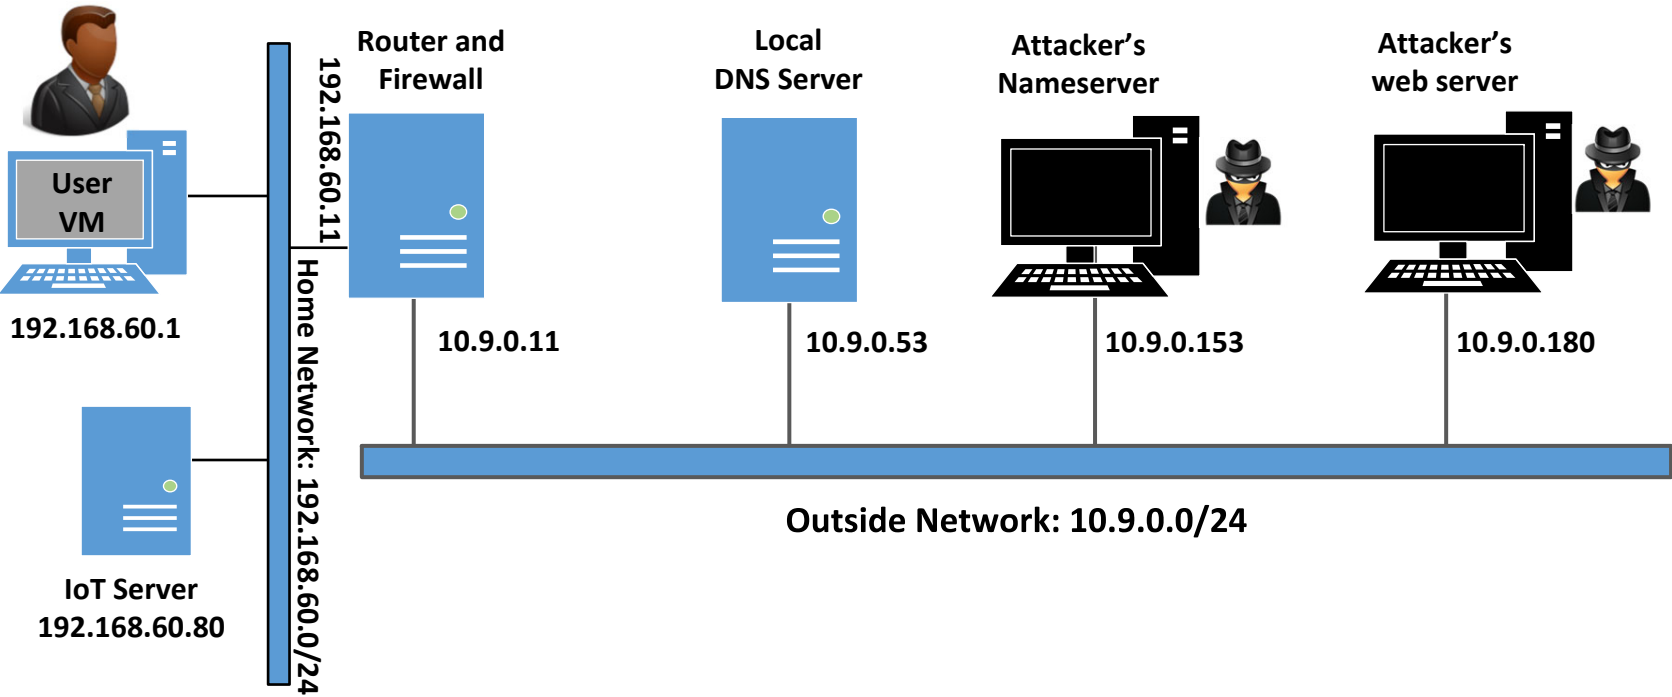 Router and
Firewall
Local
DNS Server
Attacker’s
Nameserver
Attacker’s
web server
User
VM
192.168.60.1
192.168.60.11
Home Network: 192.168.60.0/24
10.9.0.11
10.9.0.53
10.9.0.153
10.9.0.180
Outside Network: 10.9.0.0/24
IoT Server
192.168.60.80